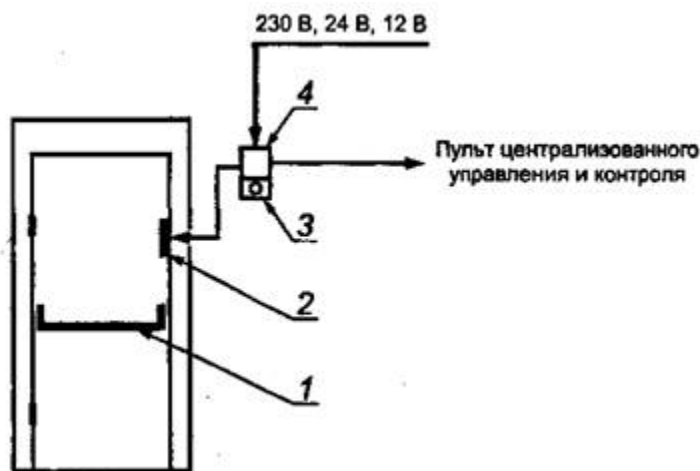 230 В, 24 В, 12 В
4
Пульт централизованного
управления и контроля
3
2
1